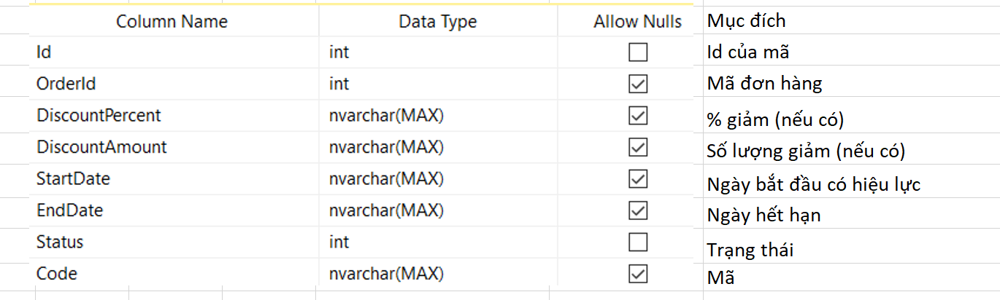 Column Name Data Type Allow Nulls Mục đích
Id int Id của mã
OrderId int Mã đơn hàng
DiscountPercent nvarchar(MAX) % giảm (nếu có)
DiscountAmount nvarchar(MAX) Số lượng giảm (nếu có)
StartDate nvarchar(MAX) Ngày bắt đầu có hiệu lực
EndDate nvarchar(MAX) Ngày hết hạn
Status int Trạng thái
Code nvarchar(MAX) Mã